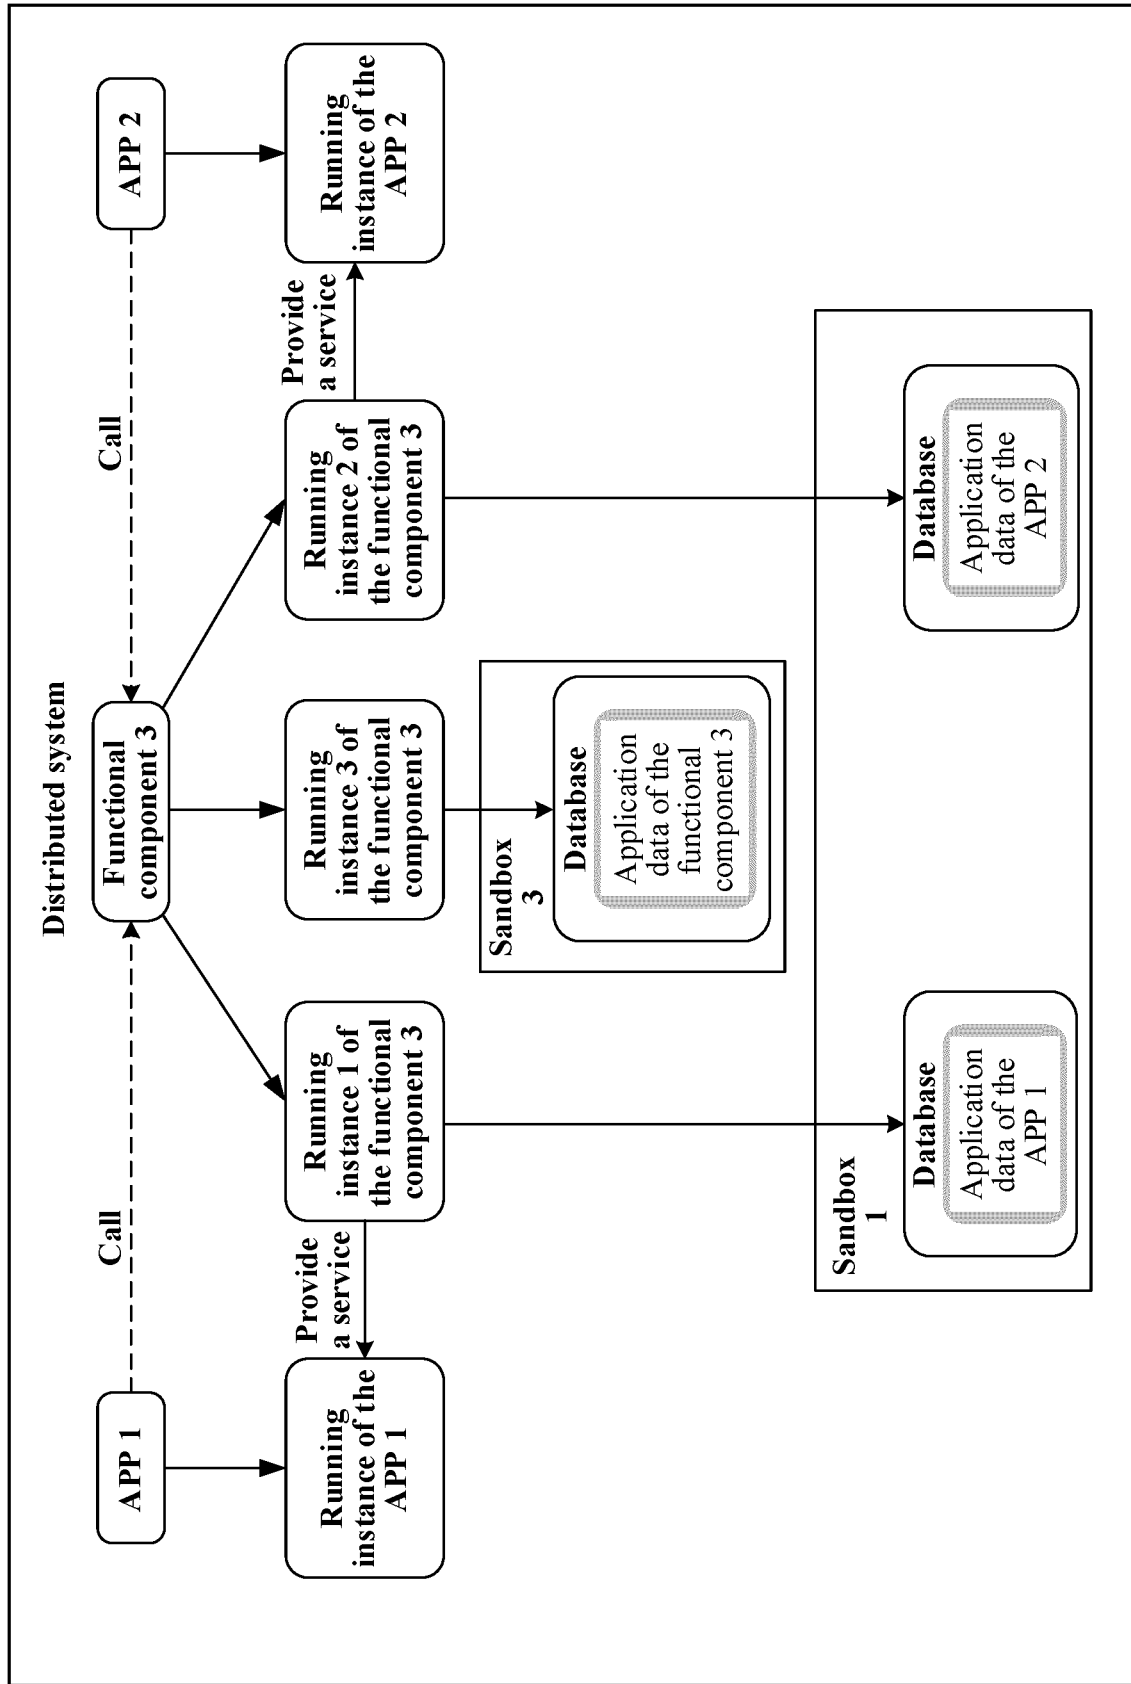 Distributed system
APP 1
Call
Functional
component 3
Call
APP 2
Running
instance of the
APP 1
Provide
a service
Running
instance 1 of
the functional
component 3
Running
instance 3 of
the functional
component 3
Running
instance 2 of
the functional
component 3
Provide
a service
Running
instance of the
APP 2
Sandbox
3
Database
Application
data of the
functional
component 3
Sandbox
1
Database
Application
data of the
APP 1
Database
Application
data of the
APP 2